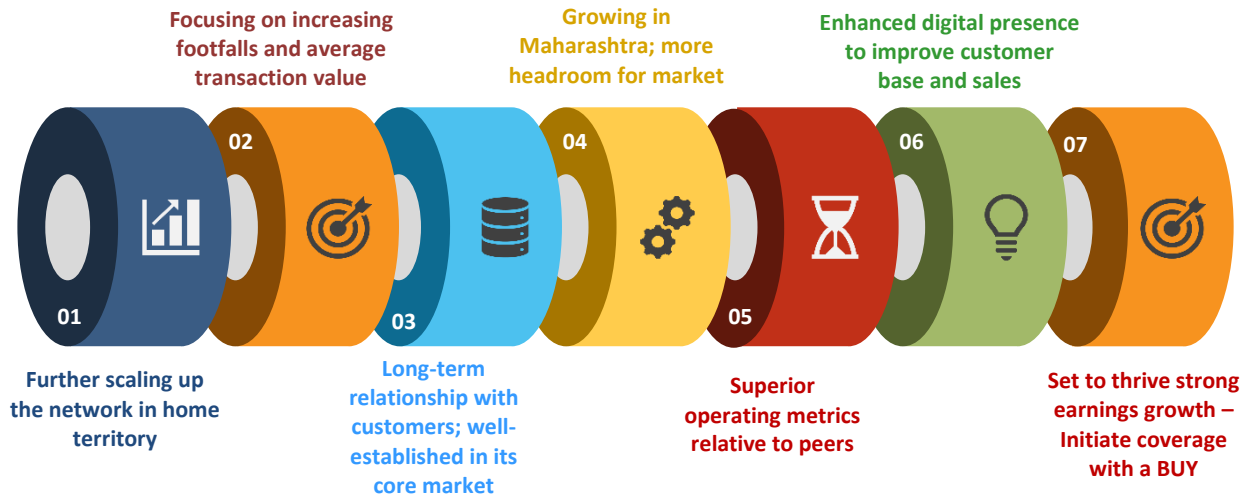 Focusing on increasing
footfalls and average
transaction value
Growing in
Maharashtra; more
headroom for market
Enhanced digital presence
to improve customer
base and sales
01
02
03
04
05
06
07
Further scaling up
the network in home
territory
Long-term
relationship with
customers; well-
established in its
core market
Superior
operating metrics
relative to peers
Set to thrive strong
earnings growth –
Initiate coverage
with a BUY